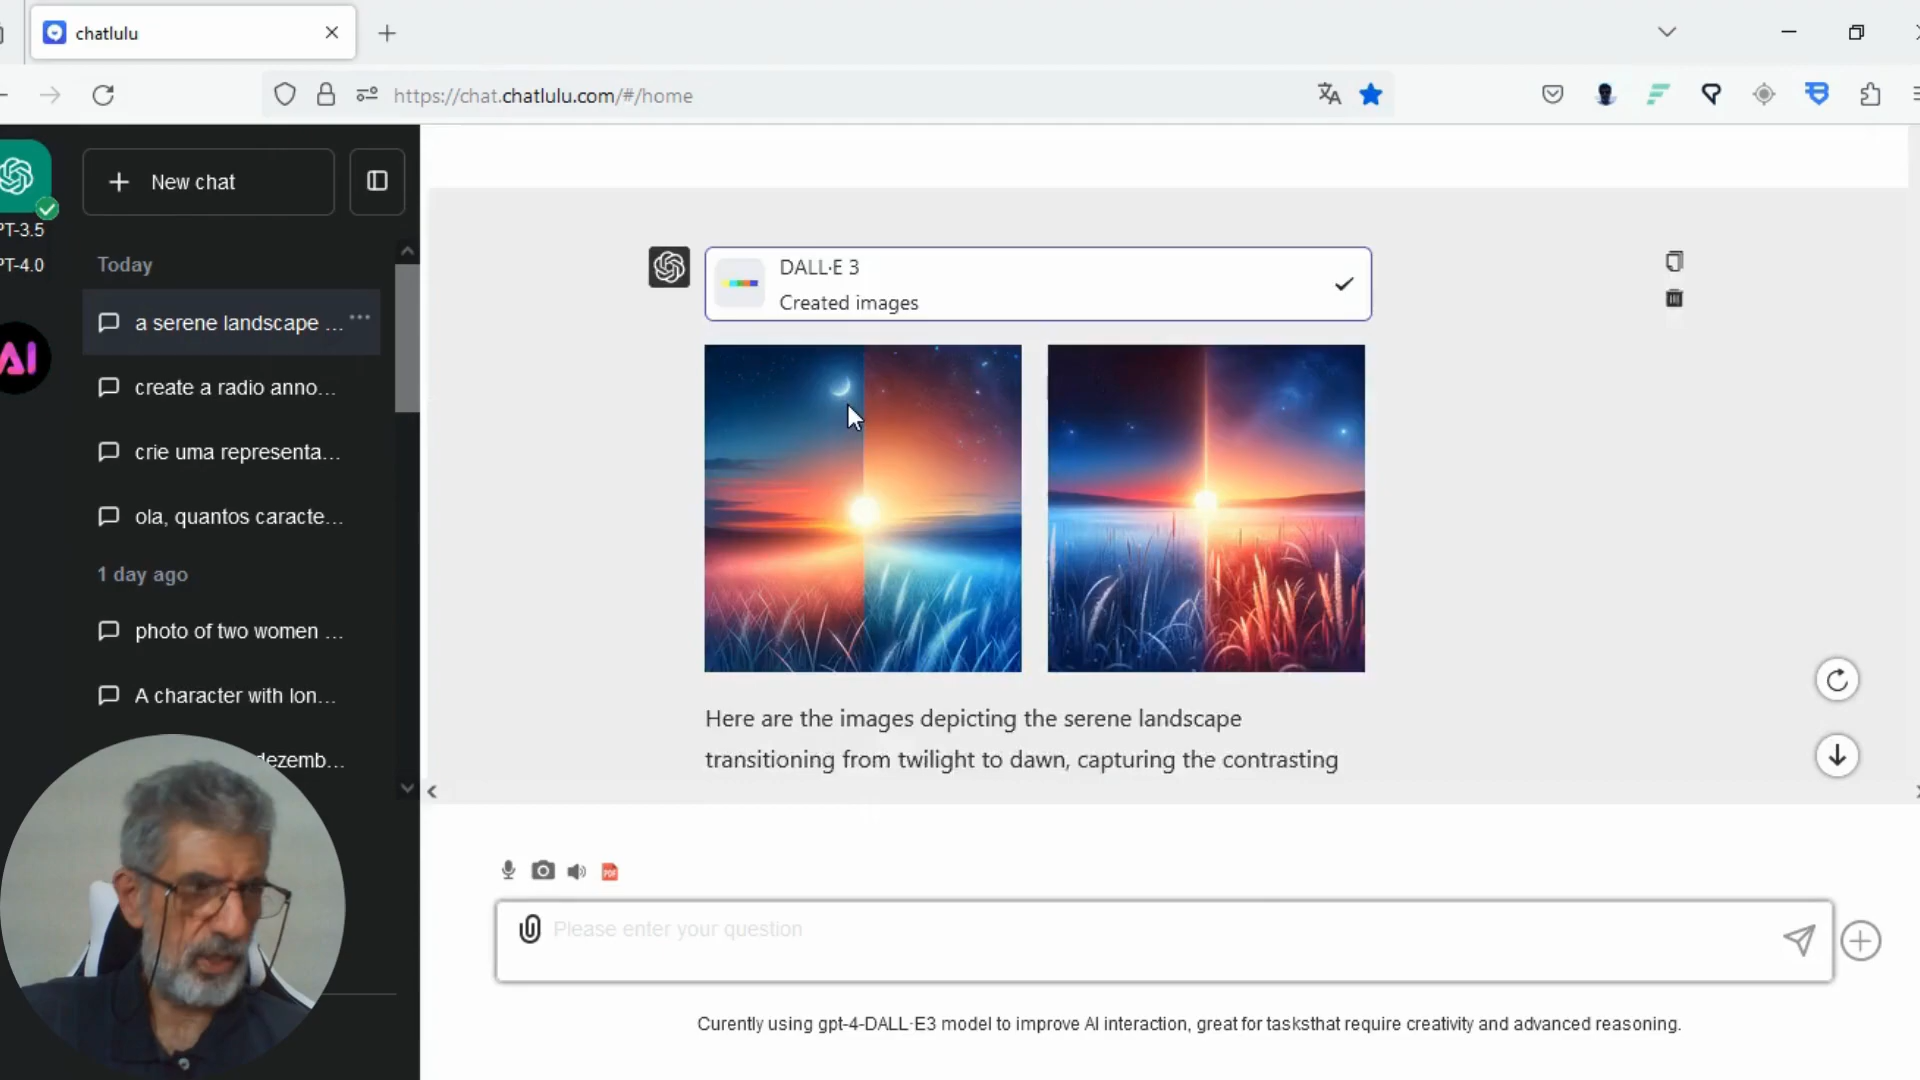 chatlulu
https://chat.chatlulu.com/#/home
New chat
PT-3.5
PT-4.0
AI
Today
a serene landscape ...
create a radio anno...
crie uma representa...
ola, quantos caracte...
1 day ago
photo of two women ...
A character with lon...
dezemb...
DALL·E 3
Created images
Here are the images depicting the serene landscape
transitioning from twilight to dawn, capturing the contrasting
PDF
Please enter your question
Curently using gpt-4-DALL·E3 model to improve AI interaction, great for tasksthat require creativity and advanced reasoning.